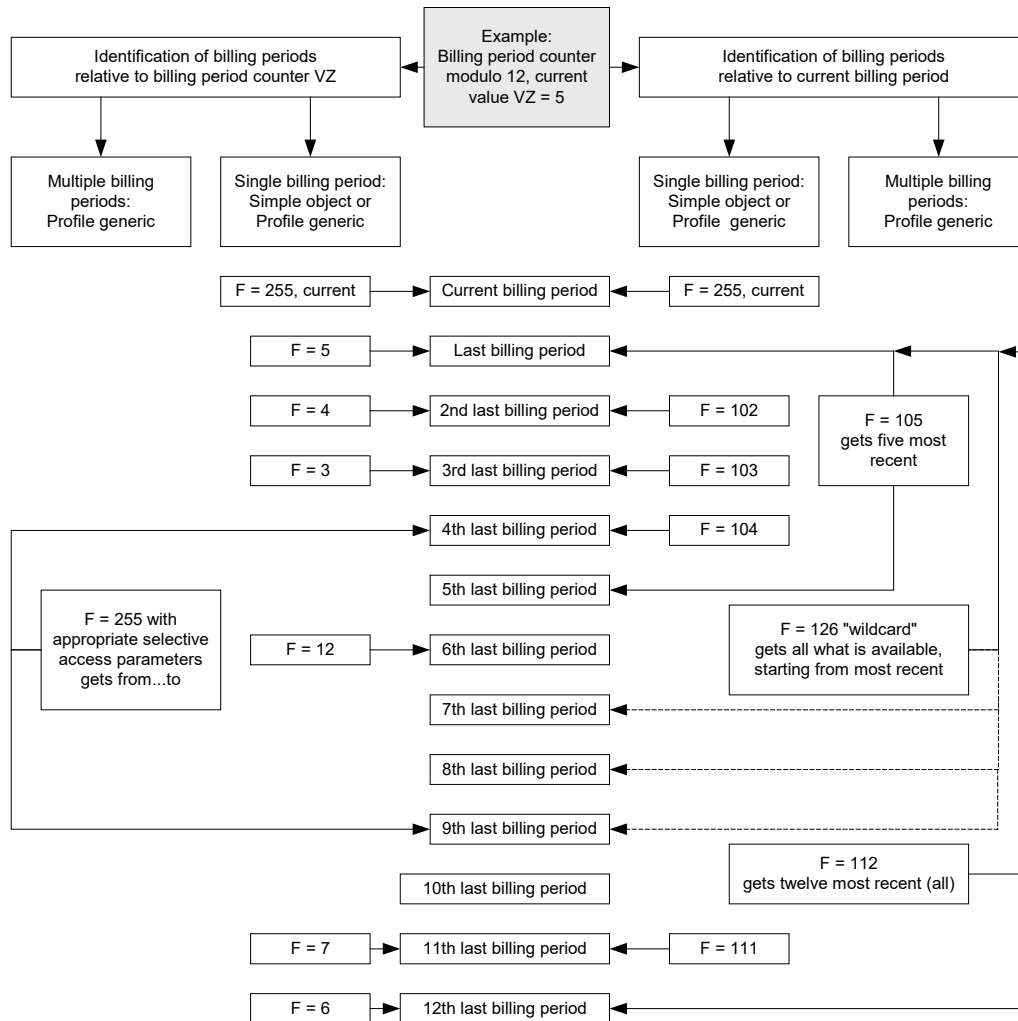 Example:
Billing period counter
modulo 12, current
value VZ = 5
Identification of billing periods
relative to billing period counter VZ
Identification of billing periods
relative to current billing period
Multiple billing
periods:
Profile generic
Single billing period:
Simple object or
Profile generic
Single billing period:
Simple object or
Profile generic
Multiple billing
periods:
Profile generic
F = 255, current
Current billing period
F = 255, current
F = 5
Last billing period
F = 4
2nd last billing period
F = 102
F = 105
gets five most
recent
F = 3
3rd last billing period
F = 103
4th last billing period
F = 104
5th last billing period
F = 255 with
appropriate selective
access parameters
gets from...to
F = 12
6th last billing period
F = 126 "wildcard"
gets all what is available,
starting from most recent
7th last billing period
8th last billing period
9th last billing period
F = 112
gets twelve most recent (all)
10th last billing period
F = 7
11th last billing period
F = 111
F = 6
12th last billing period